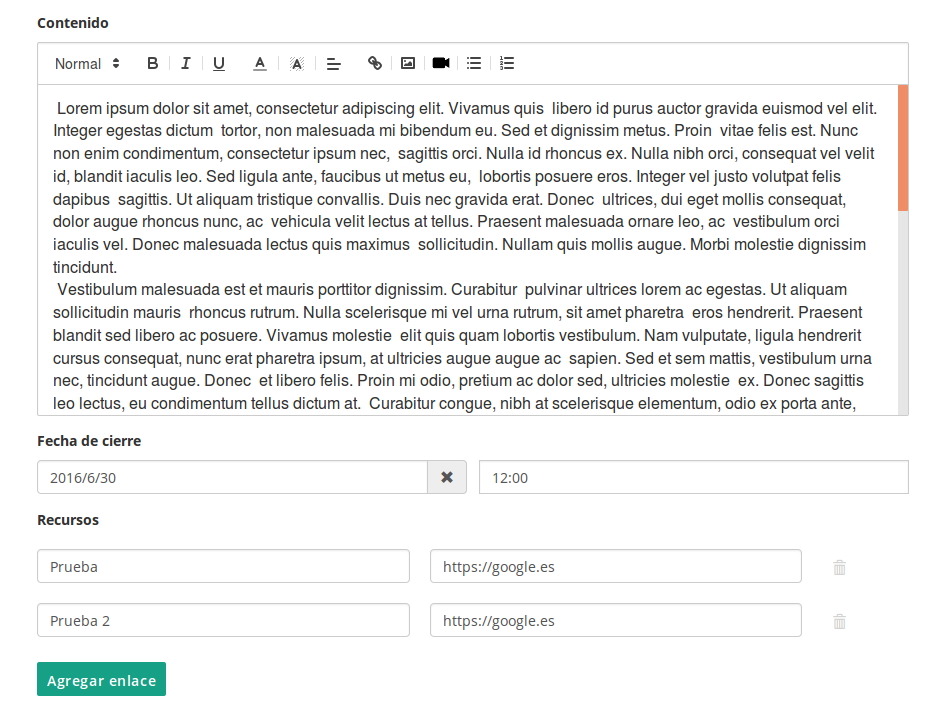 Contenido
Normal B I U A A
Lorem ipsum dolor sit amet, consectetur adipiscing elit. Vivamus quis  libero id purus auctor gravida euismod vel elit.
Integer egestas dictum  tortor, non malesuada mi bibendum eu. Sed et dignissim metus. Proin  vitae felis est. Nunc
non enim condimentum, consectetur ipsum nec,  sagittis orci. Nulla id rhoncus ex. Nulla nibh orci, consequat vel velit
id, blandit iaculis leo. Sed ligula ante, faucibus ut metus eu,  lobortis posuere eros. Integer vel justo volutpat felis
dapibus  sagittis. Ut aliquam tristique convallis. Duis nec gravida erat. Donec  ultrices, dui eget mollis consequat,
dolor augue rhoncus nunc, ac  vehicula velit lectus at tellus. Praesent malesuada ornare leo, ac  vestibulum orci
iaculis vel. Donec malesuada lectus quis maximus  sollicitudin. Nullam quis mollis augue. Morbi molestie dignissim
tincidunt.
Vestibulum malesuada est et mauris porttitor dignissim. Curabitur  pulvinar ultrices lorem ac egestas. Ut aliquam
sollicitudin mauris  rhoncus rutrum. Nulla scelerisque mi vel urna rutrum, sit amet pharetra  eros hendrerit. Praesent
blandit sed libero ac posuere. Vivamus molestie  elit quis quam lobortis vestibulum. Nam vulputate, ligula hendrerit
cursus consequat, nunc erat pharetra ipsum, at ultricies augue augue ac  sapien. Sed et sem mattis, vestibulum urna
nec, tincidunt augue. Donec  et libero felis. Proin mi odio, pretium ac dolor sed, ultricies molestie  ex. Donec sagittis
leo lectus, eu condimentum tellus dictum at.  Curabitur congue, nibh at scelerisque elementum, odio ex porta ante,
Fecha de cierre
2016/6/30 12:00
Recursos
Prueba https://google.es
Prueba 2 https://google.es
Agregar enlace